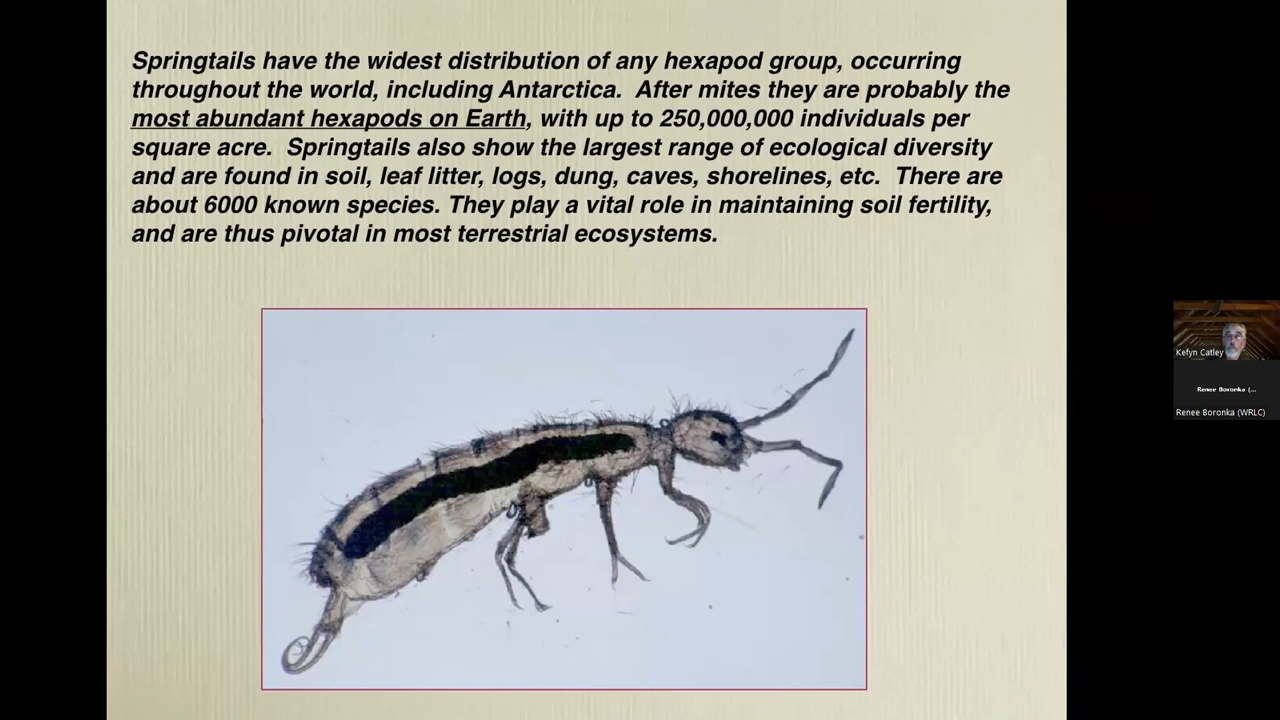 Springtails have the widest distribution of any hexapod group, occurring
throughout the world, including Antarctica.  After mites they are probably the
most abundant hexapods on Earth, with up to 250,000,000 individuals per
square acre.  Springtails also show the largest range of ecological diversity
and are found in soil, leaf litter, logs, dung, caves, shorelines, etc.  There are
about 6000 known species. They play a vital role in maintaining soil fertility,
and are thus pivotal in most terrestrial ecosystems.
Kefyn Catley
Renee Boronka (...
Renee Boronka (WRLC)